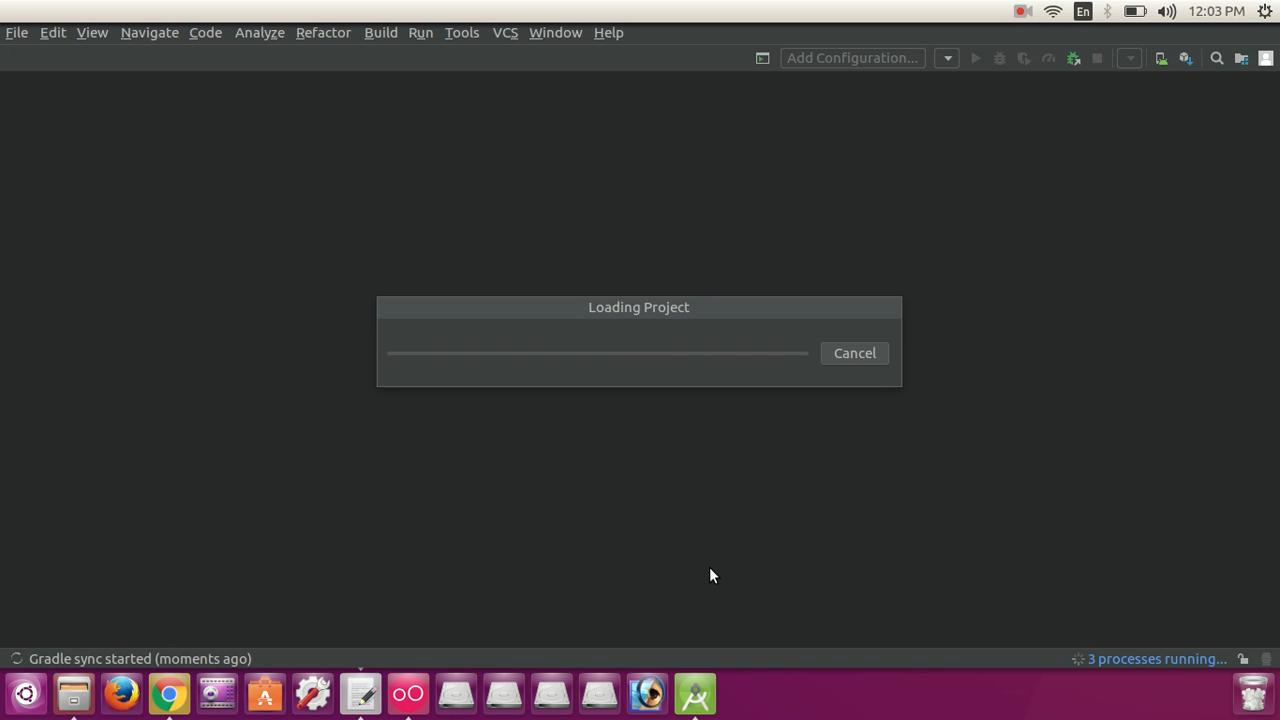 En 12:03 PM
File Edit View Navigate Code Analyze Refactor Build Run Tools VCS Window Help
Add Configuration...
Loading Project
Cancel
Gradle sync started (moments ago) 3 processes running...